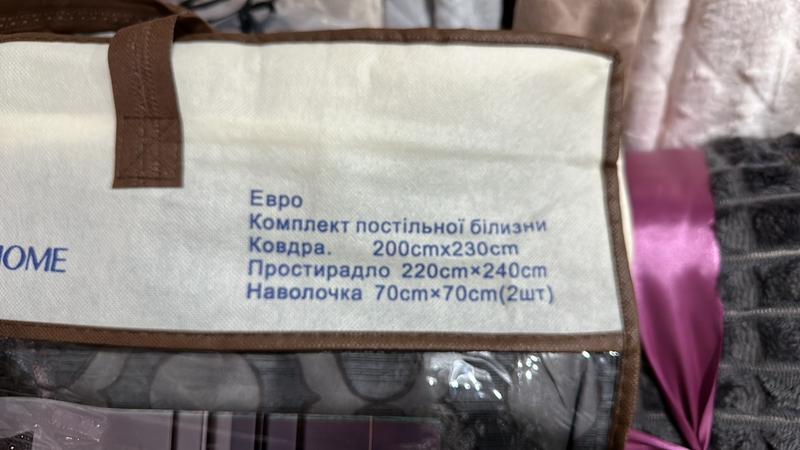 Евро
Комплект постільної білизни
Ковдра. 200cmx230cm
Простирадло 220cm×240cm
Наволочка 70cm×70cm(2шт)
HOME